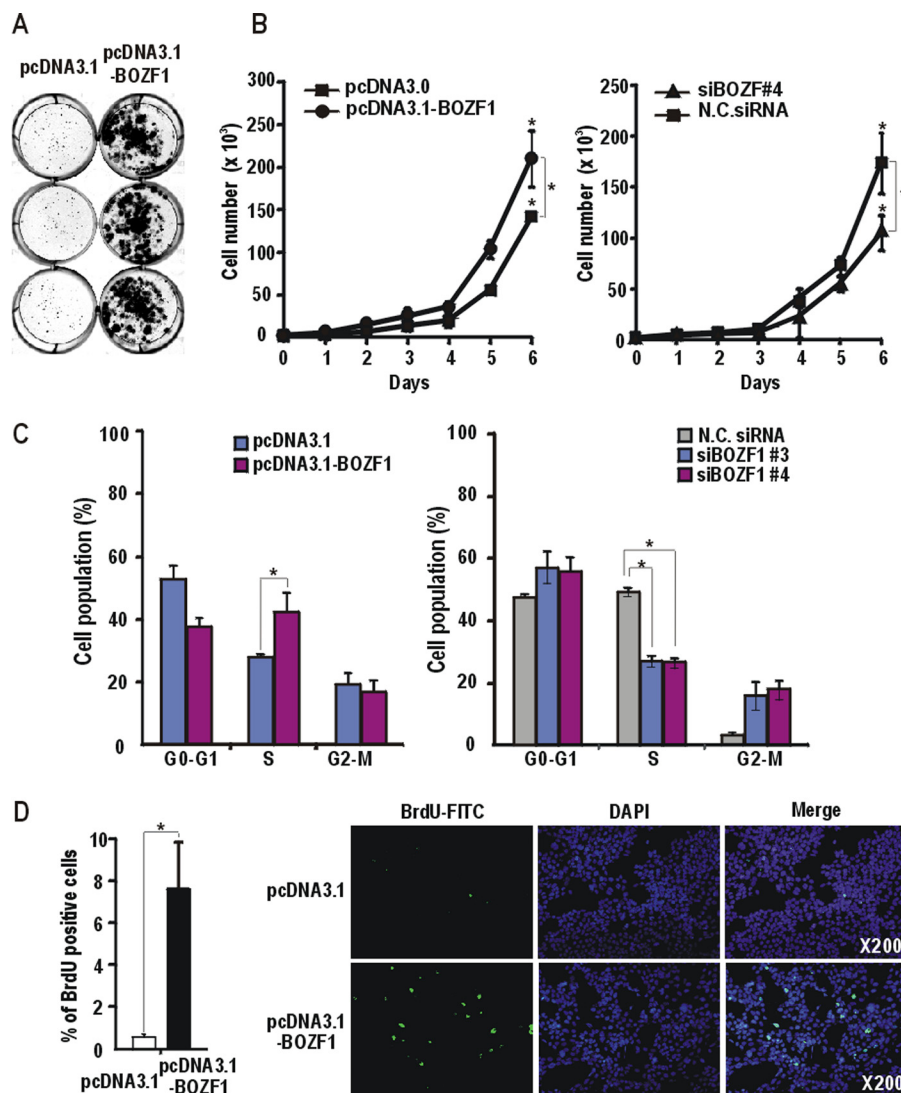 A
pcDNA3.1
pcDNA3.1
-BOZF1
B
Cell number (x 10³)
300
250
200
150
100
50
0
pcDNA3.0
pcDNA3.1-BOZF1
*
*
*
0 1 2 3 4 5 6
Days
Cell number (x 10³)
250
200
150
100
50
0
siBOZF#4
N.C.siRNA
*
*
0 1 2 3 4 5 6
Days
C
Cell population (%)
100
80
60
40
20
0
pcDNA3.1
pcDNA3.1-BOZF1
*
G0-G1 S G2-M
Cell population (%)
100
80
60
40
20
0
N.C. siRNA
siBOZF1 #3
siBOZF1 #4
*
*
G0-G1 S G2-M
D
% of BrdU positive cells
10
8
6
4
2
0
*
pcDNA3.1
pcDNA3.1
-BOZF1
BrdU-FITC DAPI Merge
pcDNA3.1
X200
pcDNA3.1
-BOZF1
X200